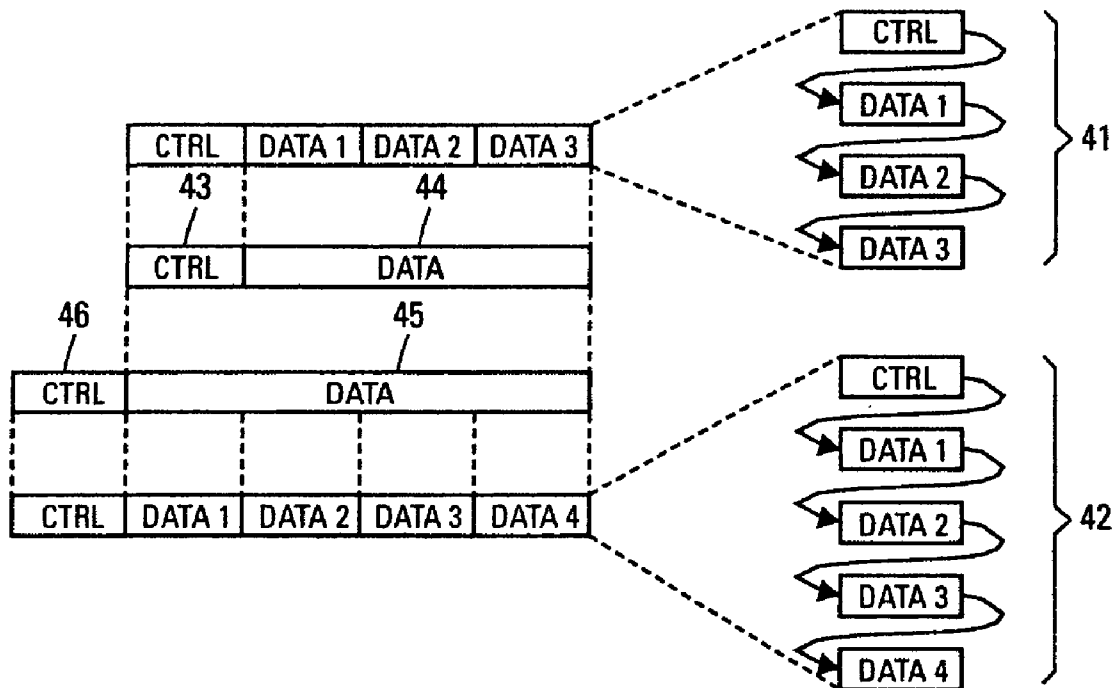 CTRL
DATA 1
41
DATA 2
DATA 3
CTRL DATA 1 DATA 2 DATA 3
43 44
CTRL DATA
46 45
CTRL DATA
CTRL DATA 1 DATA 2 DATA 3 DATA 4
CTRL
DATA 1
DATA 2
42
DATA 3
DATA 4